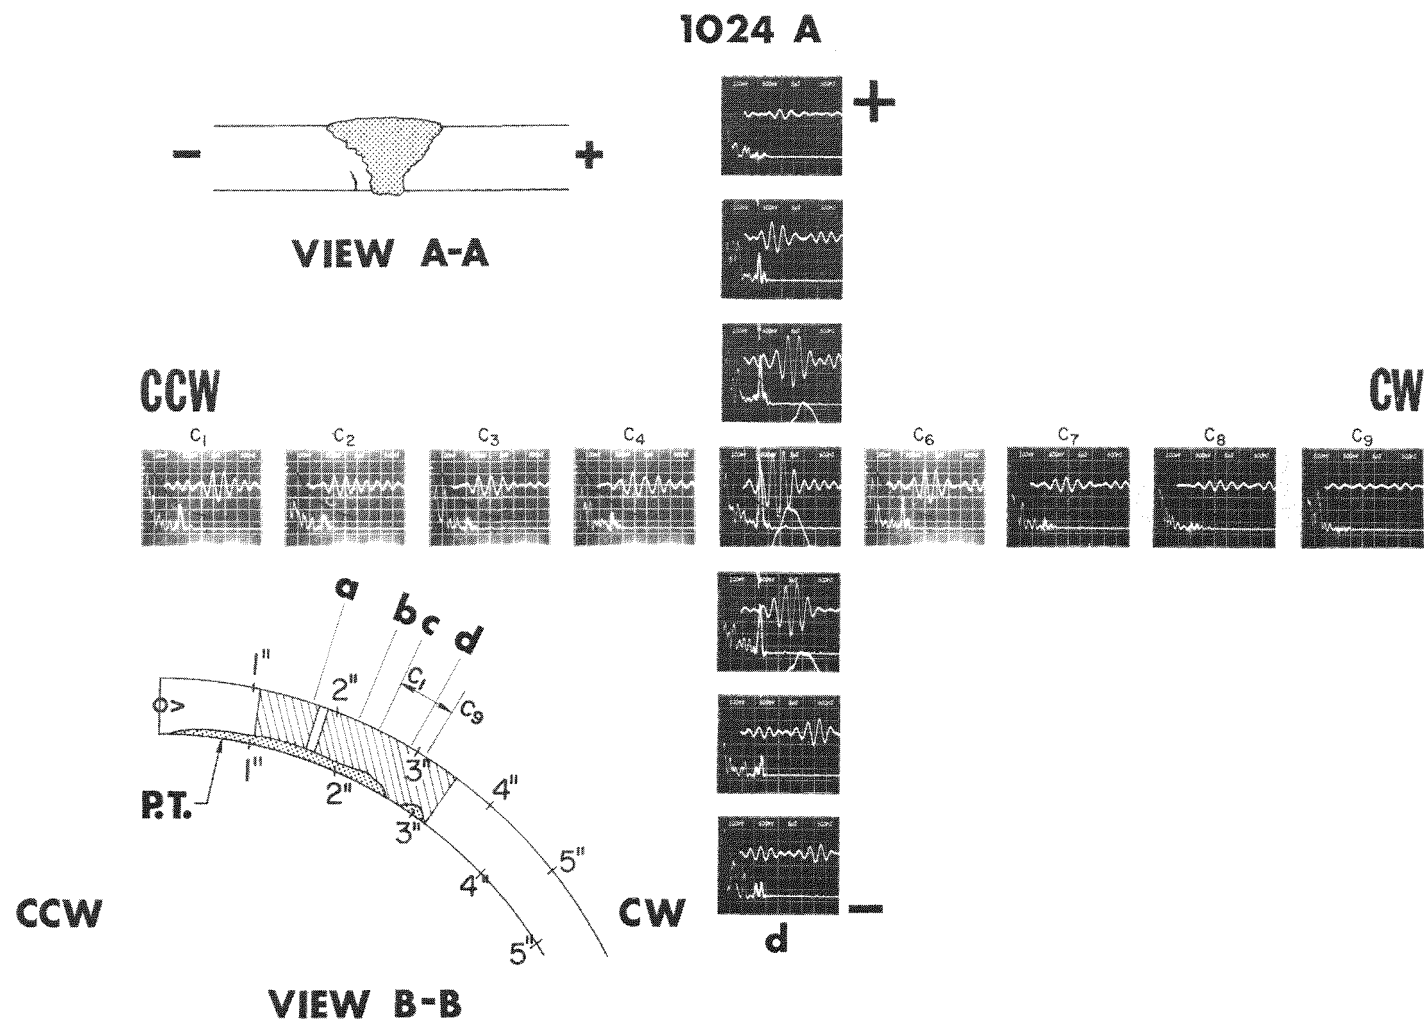 1024 A
+
- +
VIEW A-A
CCW CW
C1 C2 C3 C4 C6 C7 C8 C9
a b c d
C1
C9
1" 2" 3" 4" 5"
0>
1" 2" 3" 4" 5"
P.T.
CCW CW
-
d
VIEW B-B